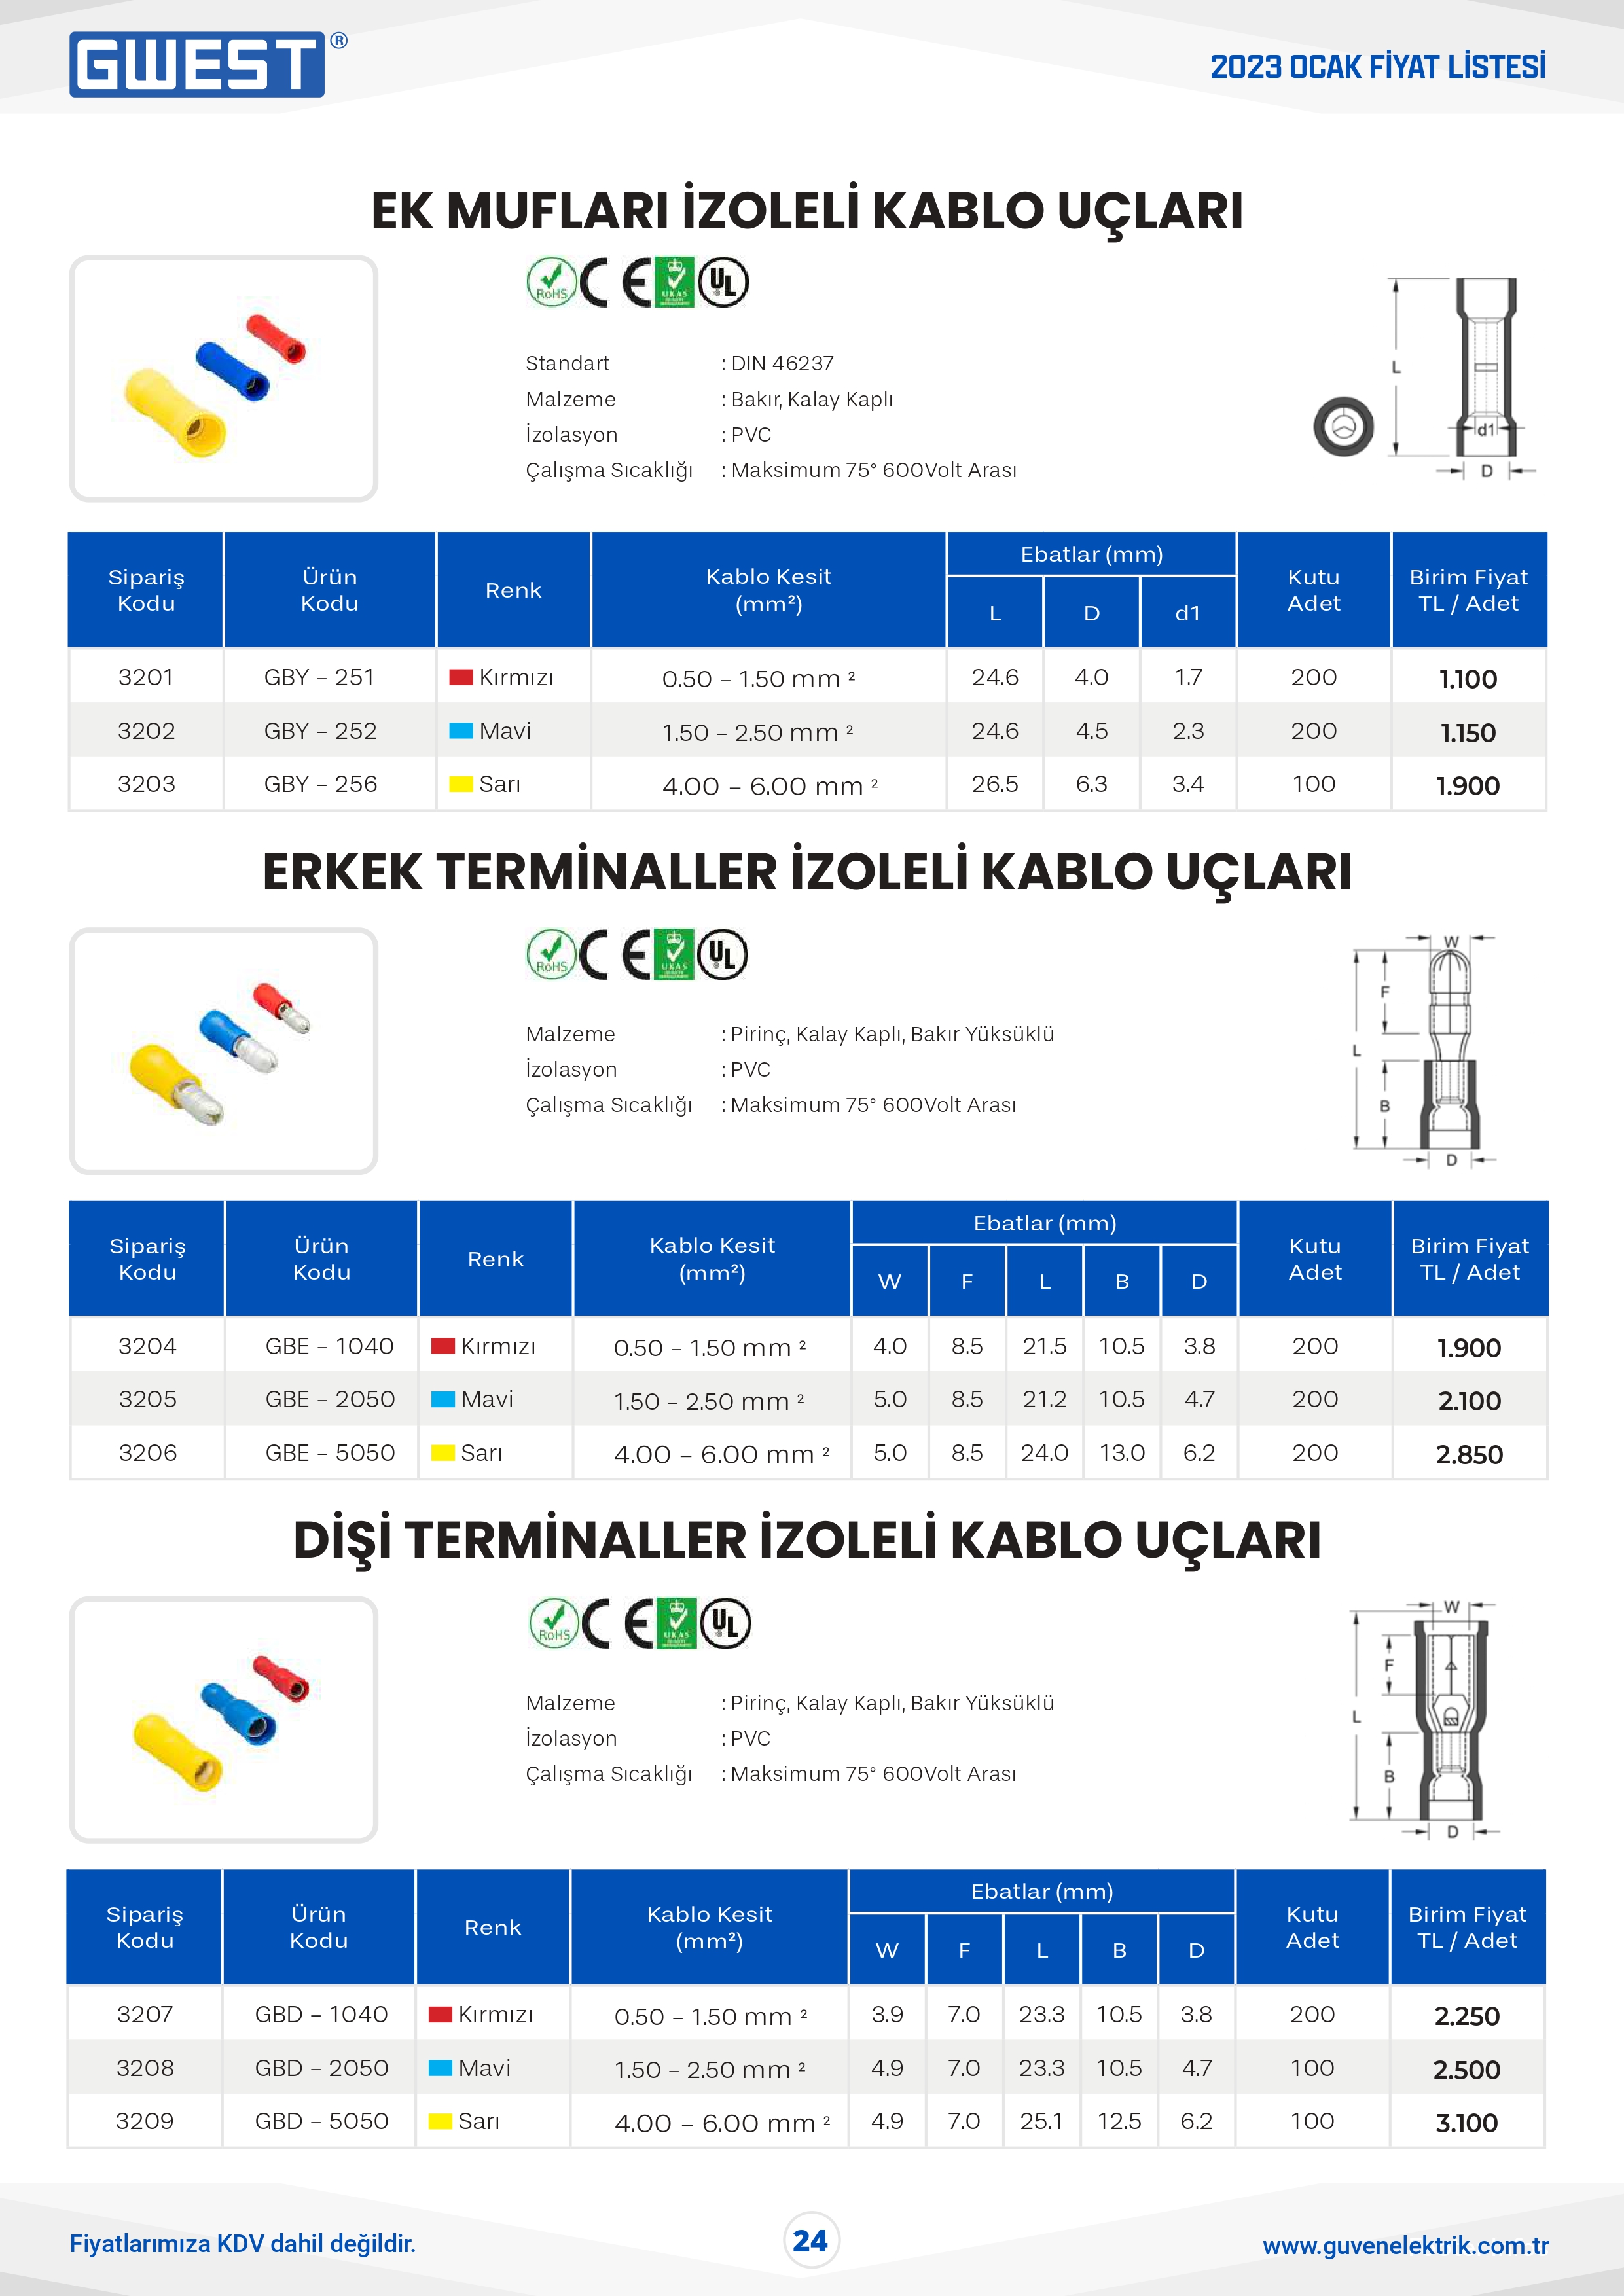 GWEST®
2023 OCAK FİYAT LİSTESİ
EK MUFLARI İZOLELİ KABLO UÇLARI
RoHS CE UKAS UL
Standart : DIN 46237
Malzeme : Bakır, Kalay Kaplı
İzolasyon : PVC
Çalışma Sıcaklığı : Maksimum 75° 600Volt Arası
L
d1
D
Sipariş Kodu Ürün Kodu Renk Kablo Kesit (mm²) Ebatlar (mm) L D d1 Kutu Adet Birim Fiyat TL / Adet
3201 GBY – 251 Kırmızı 0.50 – 1.50 mm ² 24.6 4.0 1.7 200 1.100
3202 GBY – 252 Mavi 1.50 – 2.50 mm ² 24.6 4.5 2.3 200 1.150
3203 GBY – 256 Sarı 4.00 – 6.00 mm ² 26.5 6.3 3.4 100 1.900
ERKEK TERMİNALLER İZOLELİ KABLO UÇLARI
RoHS CE UKAS UL
Malzeme : Pirinç, Kalay Kaplı, Bakır Yüksüklü
İzolasyon : PVC
Çalışma Sıcaklığı : Maksimum 75° 600Volt Arası
W
F
L
B
D
Sipariş Kodu Ürün Kodu Renk Kablo Kesit (mm²) Ebatlar (mm) W F L B D Kutu Adet Birim Fiyat TL / Adet
3204 GBE – 1040 Kırmızı 0.50 – 1.50 mm ² 4.0 8.5 21.5 10.5 3.8 200 1.900
3205 GBE – 2050 Mavi 1.50 – 2.50 mm ² 5.0 8.5 21.2 10.5 4.7 200 2.100
3206 GBE – 5050 Sarı 4.00 – 6.00 mm ² 5.0 8.5 24.0 13.0 6.2 200 2.850
DİŞİ TERMİNALLER İZOLELİ KABLO UÇLARI
RoHS CE UKAS UL
Malzeme : Pirinç, Kalay Kaplı, Bakır Yüksüklü
İzolasyon : PVC
Çalışma Sıcaklığı : Maksimum 75° 600Volt Arası
W
F
L
B
D
Sipariş Kodu Ürün Kodu Renk Kablo Kesit (mm²) Ebatlar (mm) W F L B D Kutu Adet Birim Fiyat TL / Adet
3207 GBD – 1040 Kırmızı 0.50 – 1.50 mm ² 3.9 7.0 23.3 10.5 3.8 200 2.250
3208 GBD – 2050 Mavi 1.50 – 2.50 mm ² 4.9 7.0 23.3 10.5 4.7 100 2.500
3209 GBD – 5050 Sarı 4.00 – 6.00 mm ² 4.9 7.0 25.1 12.5 6.2 100 3.100
Fiyatlarımıza KDV dahil değildir.
24
www.guvenelektrik.com.tr